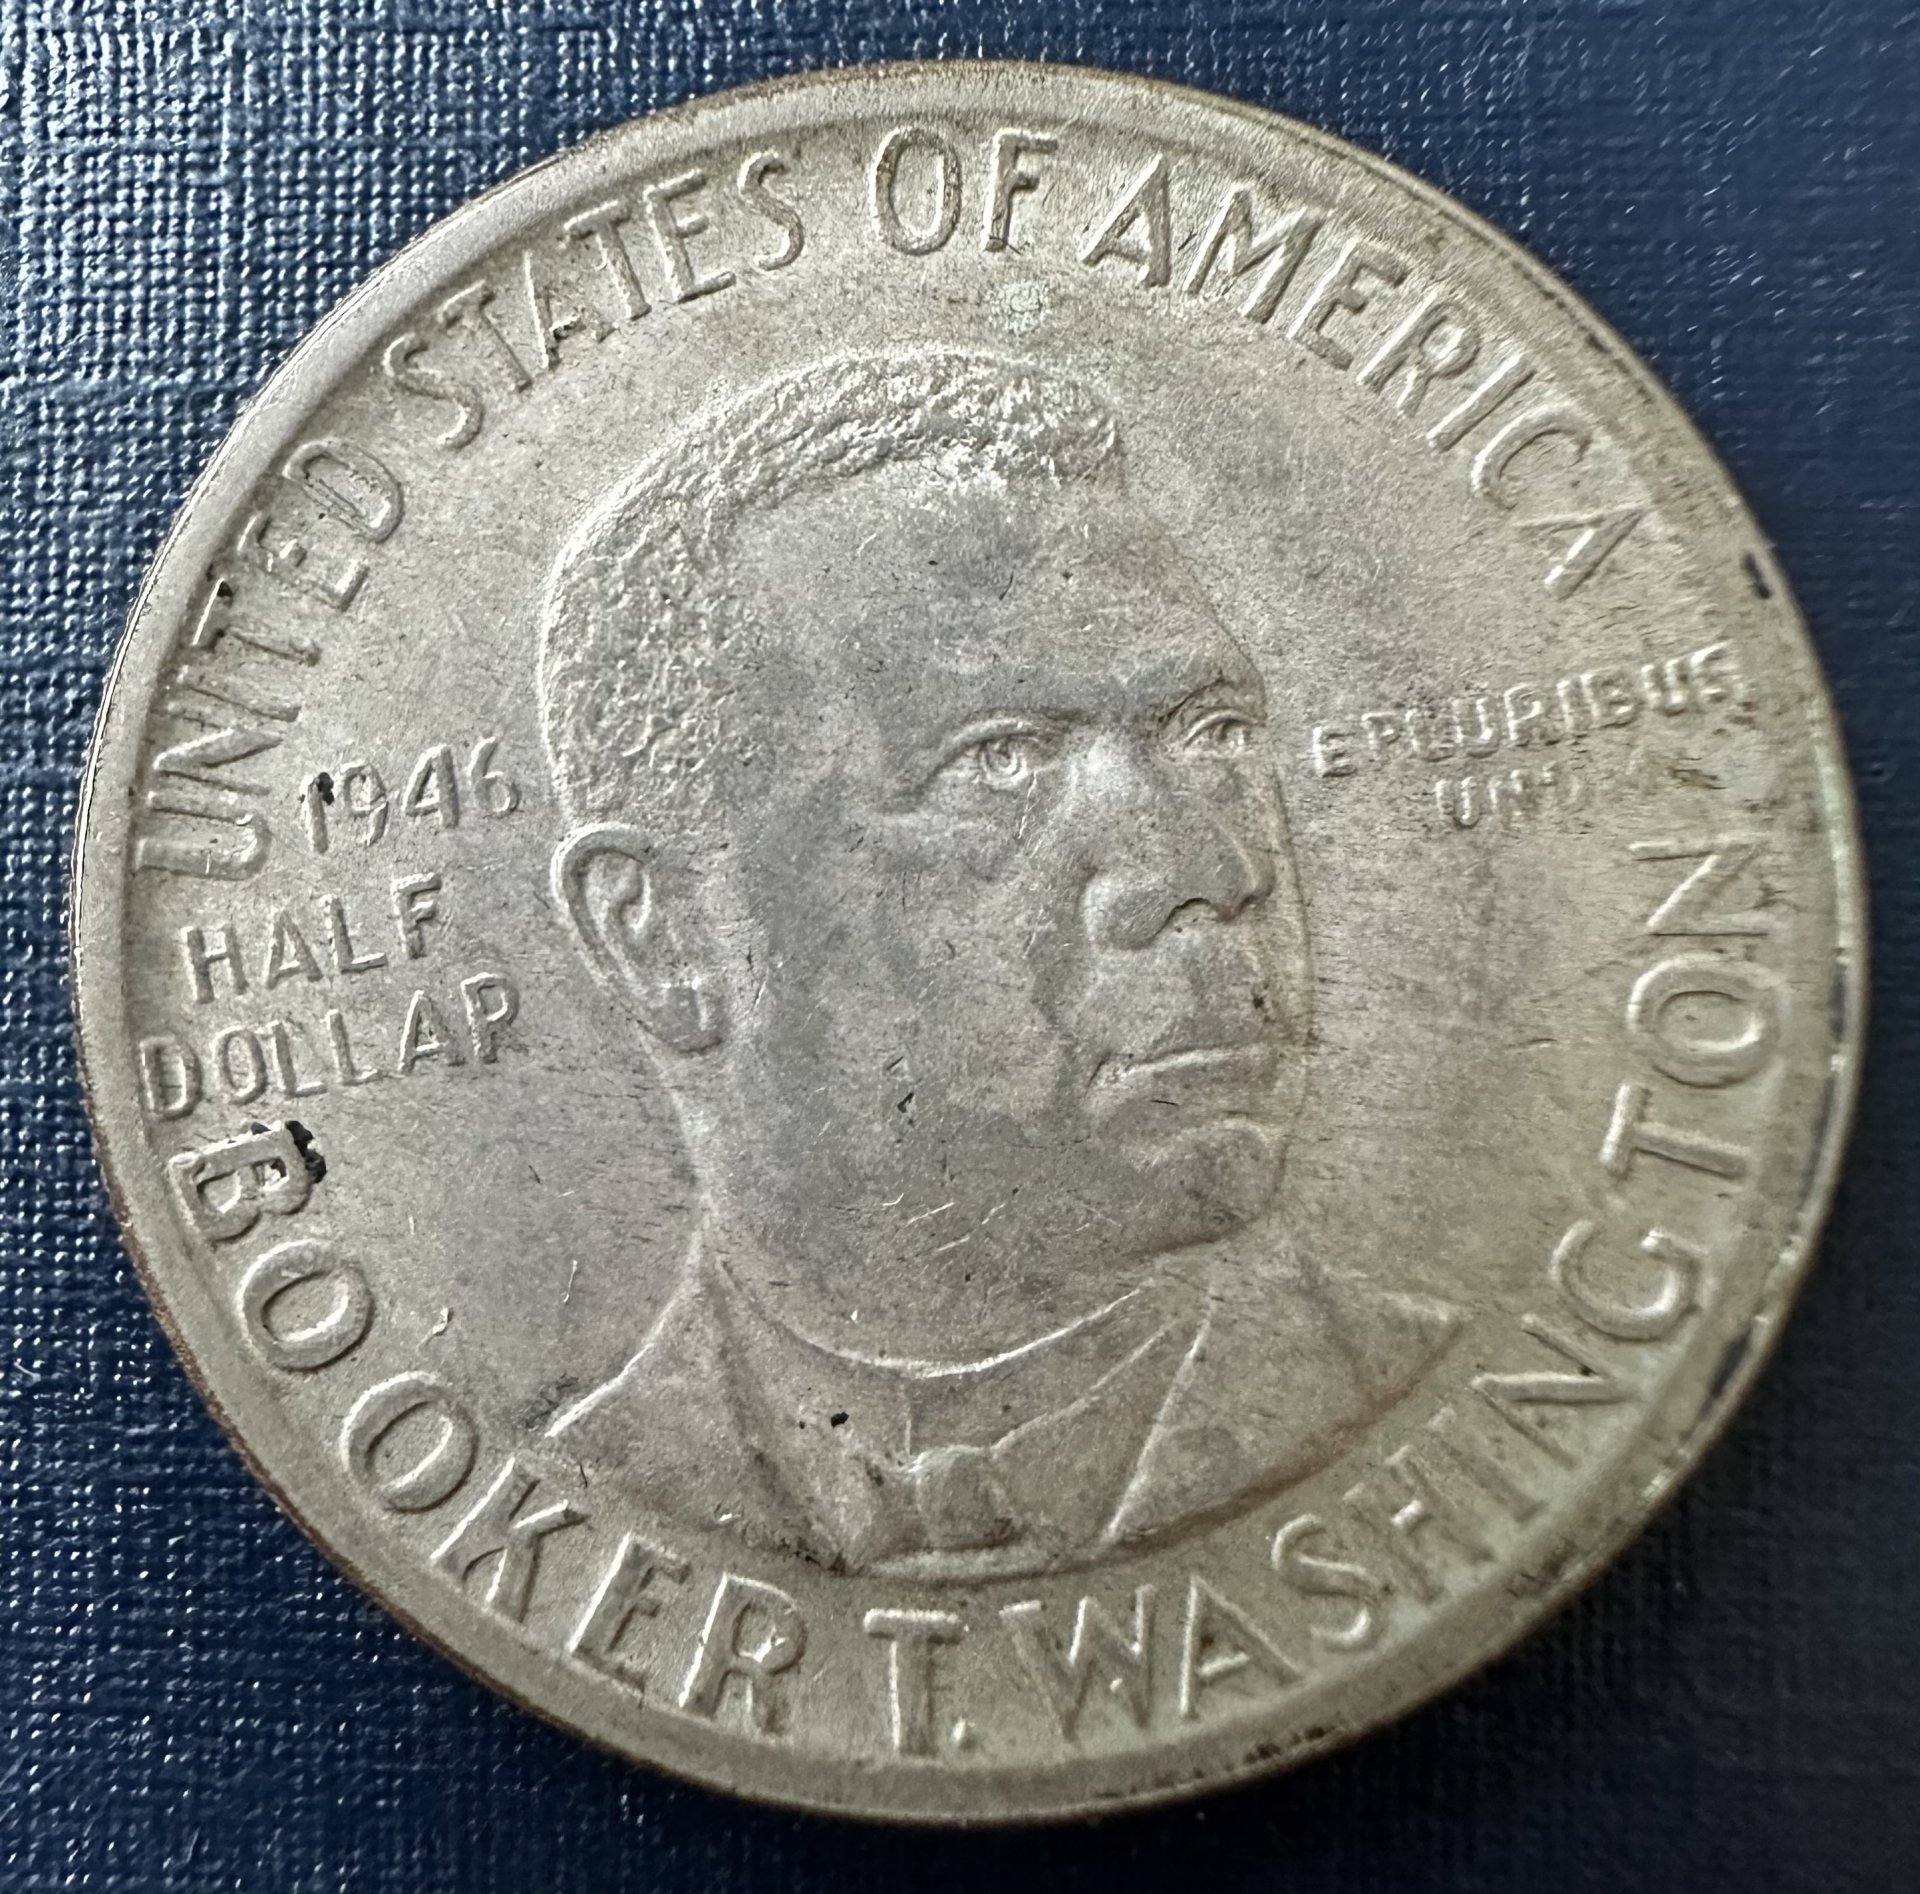 UNITED STATES OF AMERICA
1946
HALF
DOLLAR
E PLURIBUS
UNUM
BOOKER T. WASHINGTON